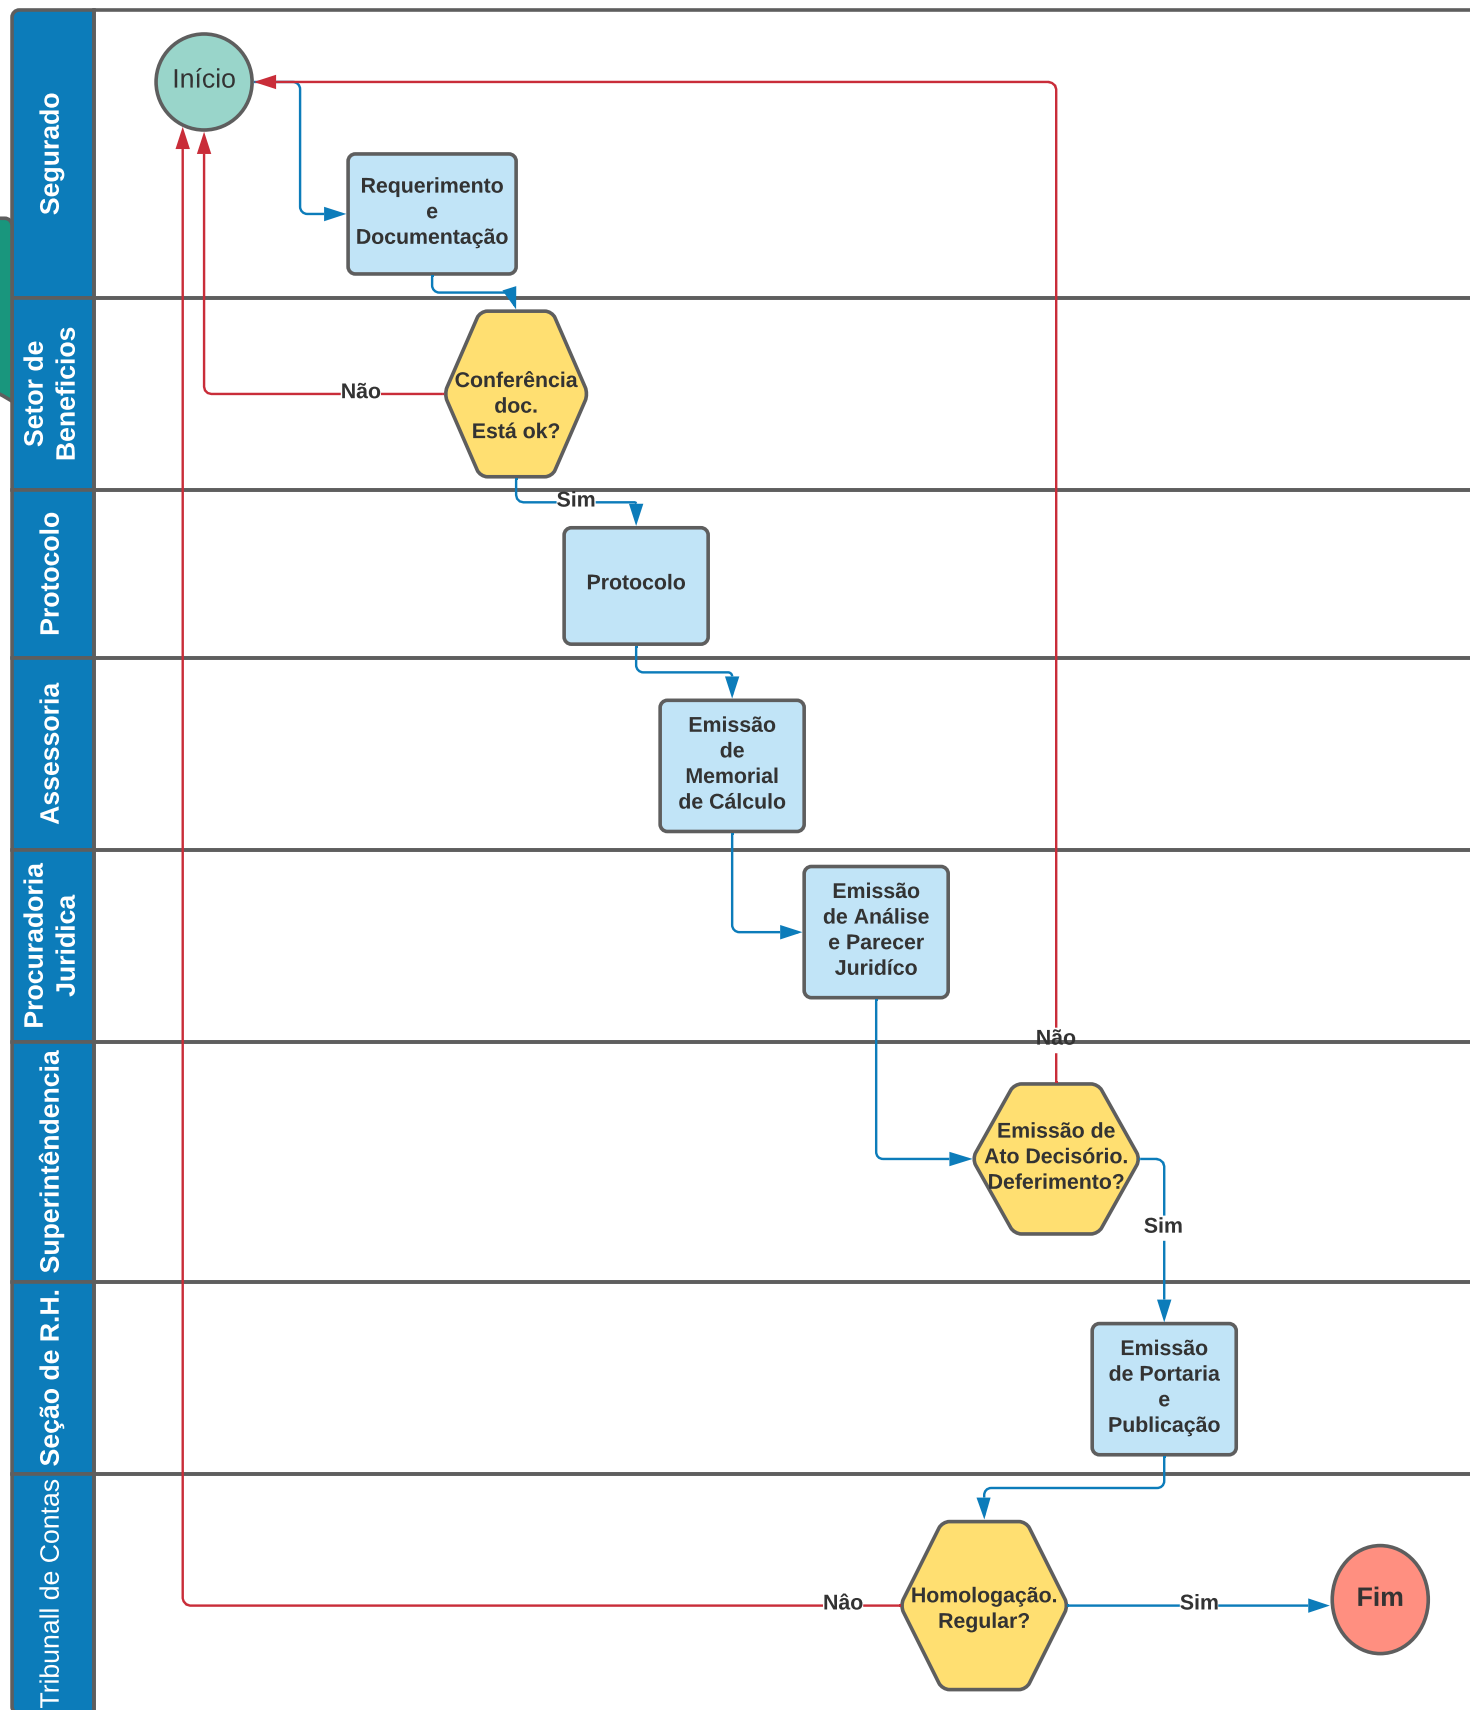 Segurado
Início
Requerimento
e
Documentação
Setor de
Beneficios
Conferência
doc.
Está ok?
Não
Sim
Protocolo
Protocolo
Assessoria
Emissão
de
Memorial
de Cálculo
Procuradoria
Juridica
Emissão
de Análise
e Parecer
Juridíco
Não
Superintêndencia
Emissão de
Ato Decisório.
Deferimento?
Sim
Seção de R.H.
Emissão
de Portaria
e
Publicação
Tribunall de Contas
Nâo
Homologação.
Regular?
Sim
Fim